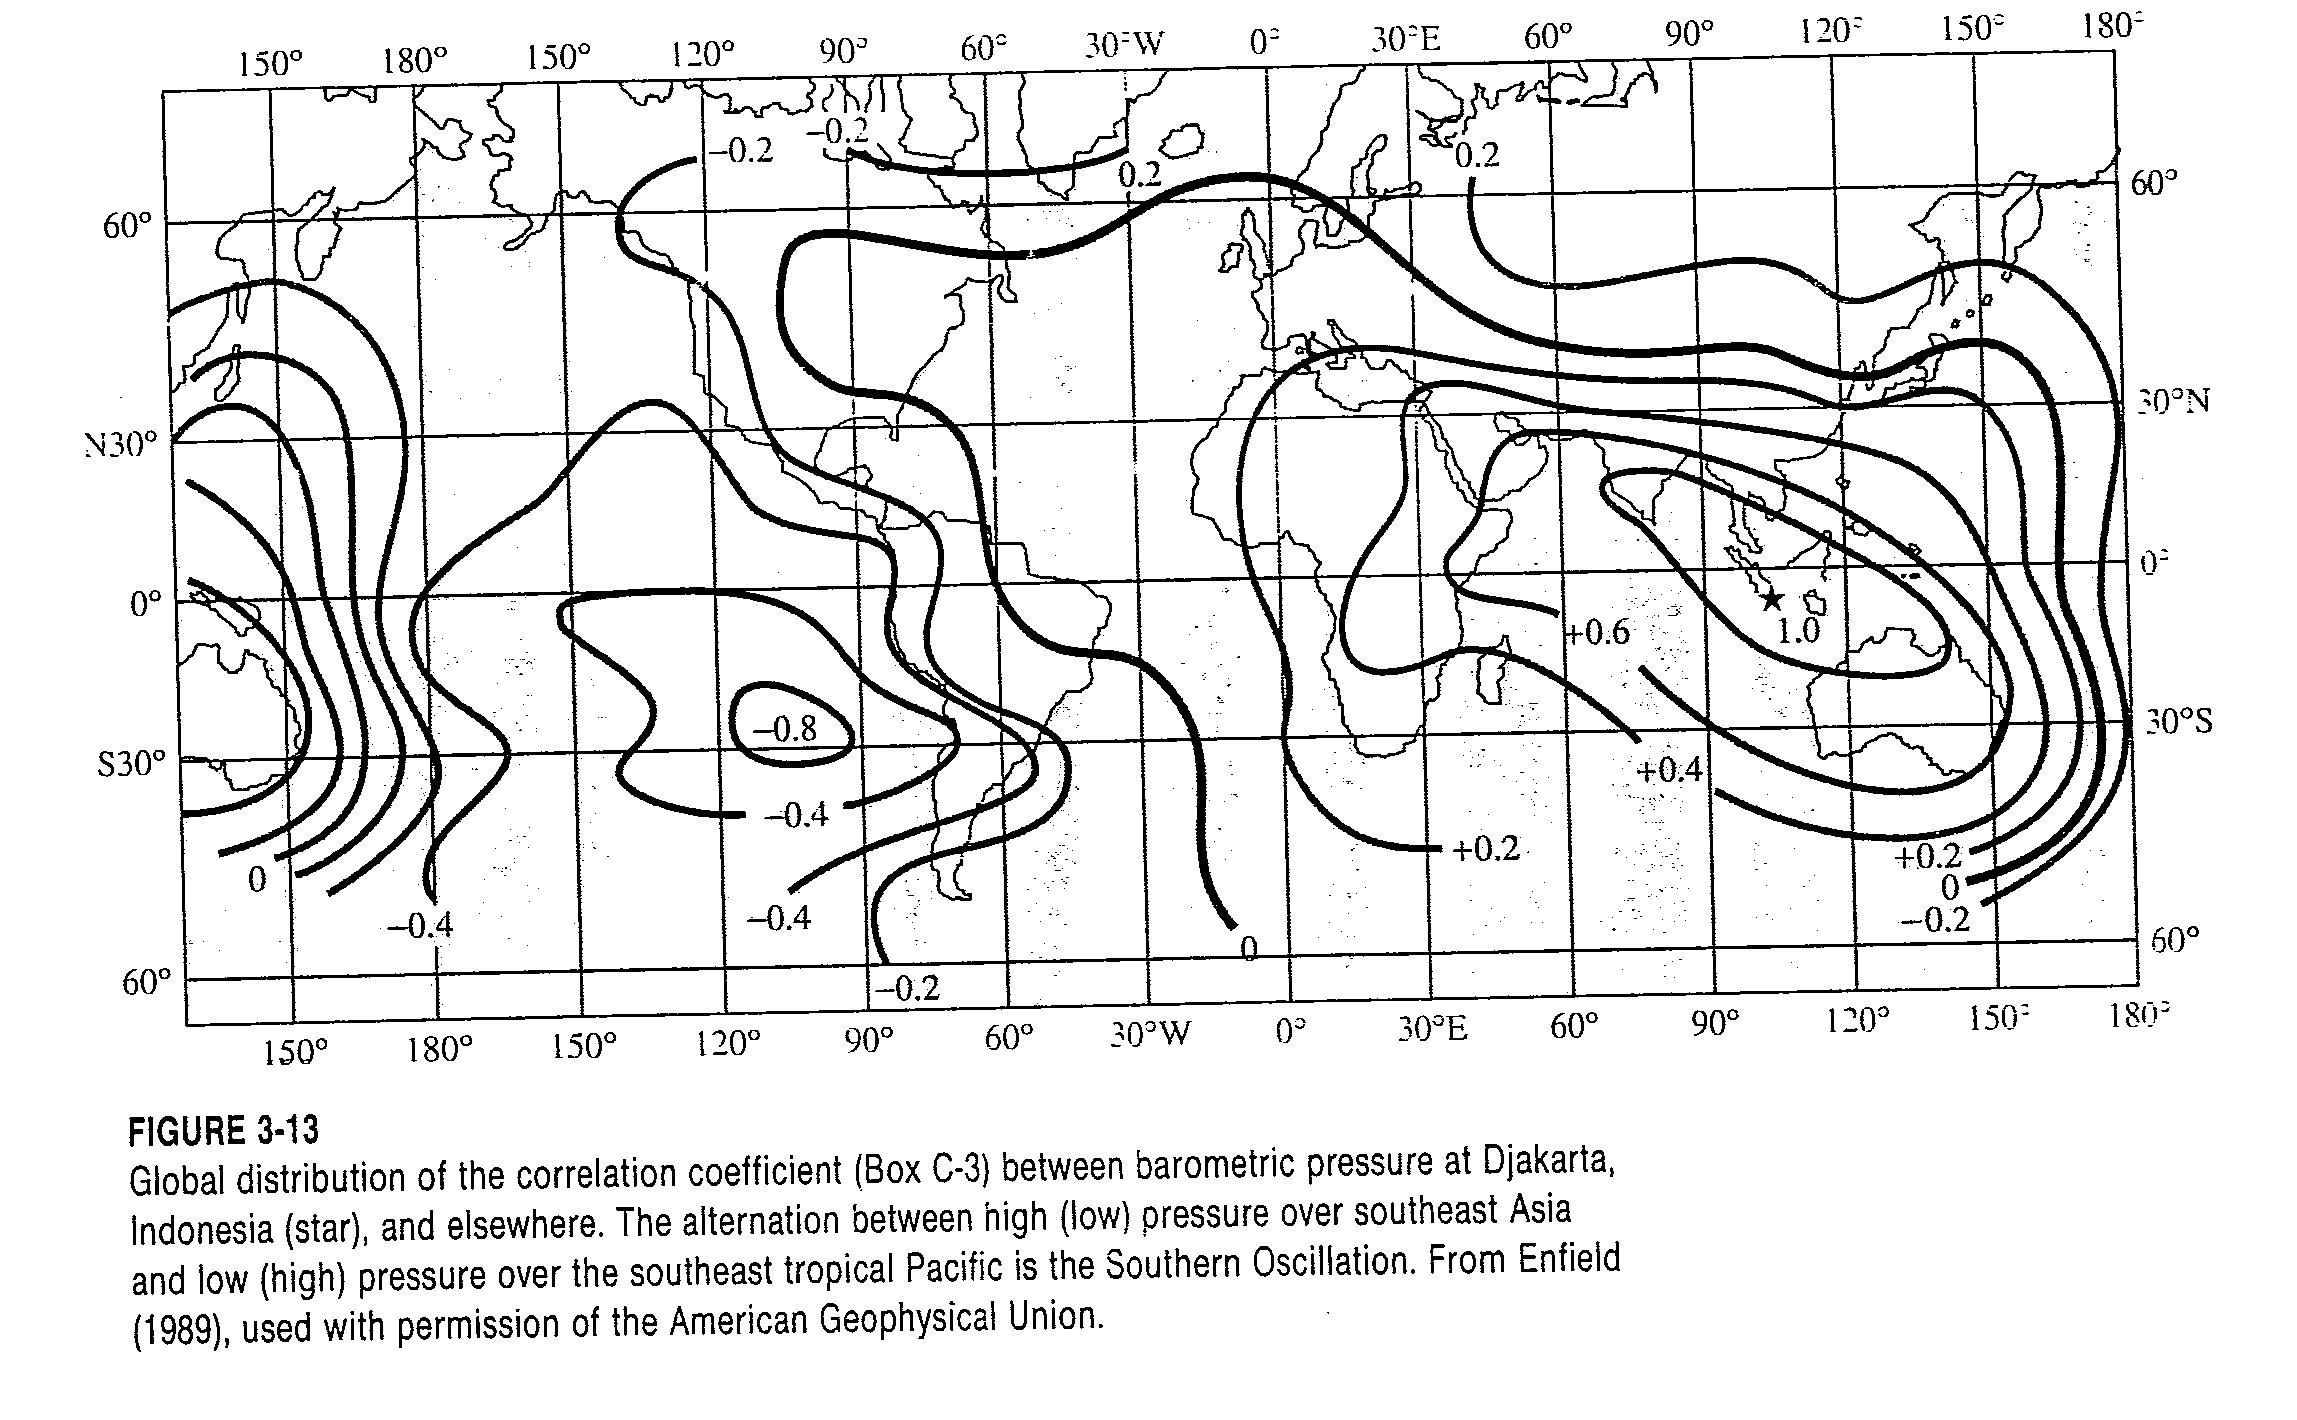 150° 180° 150° 120° 90° 60° 30°W 0° 30°E 60° 90° 120° 150° 180°
−0.2 −0.2 0.2 0.2
60° 60°
N30° 30°N
0° 0°
+0.6 1.0
S30° −0.8 30°S
−0.4 +0.4
0 +0.2 +0.2
0
−0.4 −0.4 0 −0.2
60° −0.2 60°
150° 180° 150° 120° 90° 60° 30°W 0° 30°E 60° 90° 120° 150° 180°
FIGURE 3-13
Global distribution of the correlation coefficient (Box C-3) between barometric pressure at Djakarta,
Indonesia (star), and elsewhere. The alternation between high (low) pressure over southeast Asia
and low (high) pressure over the southeast tropical Pacific is the Southern Oscillation. From Enfield
(1989), used with permission of the American Geophysical Union.